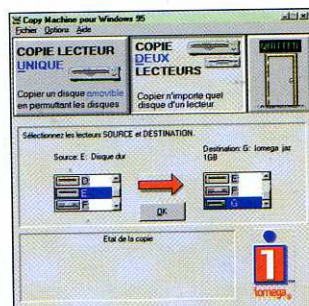 Copy Machine pour Windows 95
Fichier Options Aide
COPIE LECTEUR
UNIQUE
Copier un disque amovible
en permuttant les disques
COPIE
DEUX
LECTEURS
Copier n'importe quel
disque d'un lecteur
QUITTER
Sélectionnez les lecteurs SOURCE et DESTINATION.
Source: E: Disque dur
Destination: G: Iomega jaz
1GB
D
E
F
OK
E
F
G
Etat de la copie
iomega